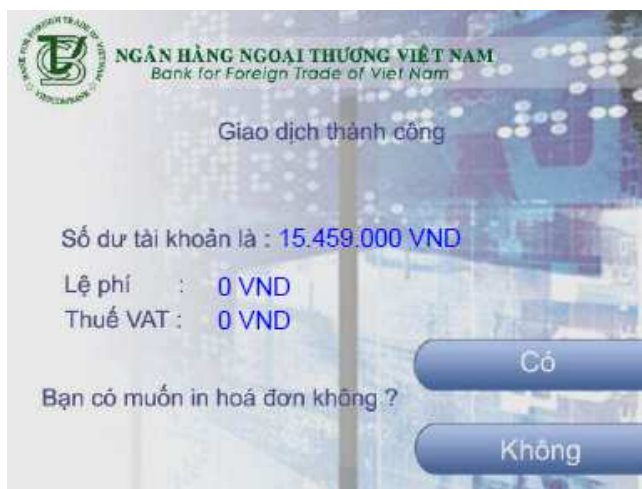 NGÂN HÀNG NGOẠI THƯƠNG VIỆT NAM
Bank for Foreign Trade of Viet Nam
Giao dịch thành công
Số dư tài khoản là : 15.459.000 VND
Lệ phí : 0 VND
Thuế VAT : 0 VND
Có
Bạn có muốn in hoá đơn không ?
Không